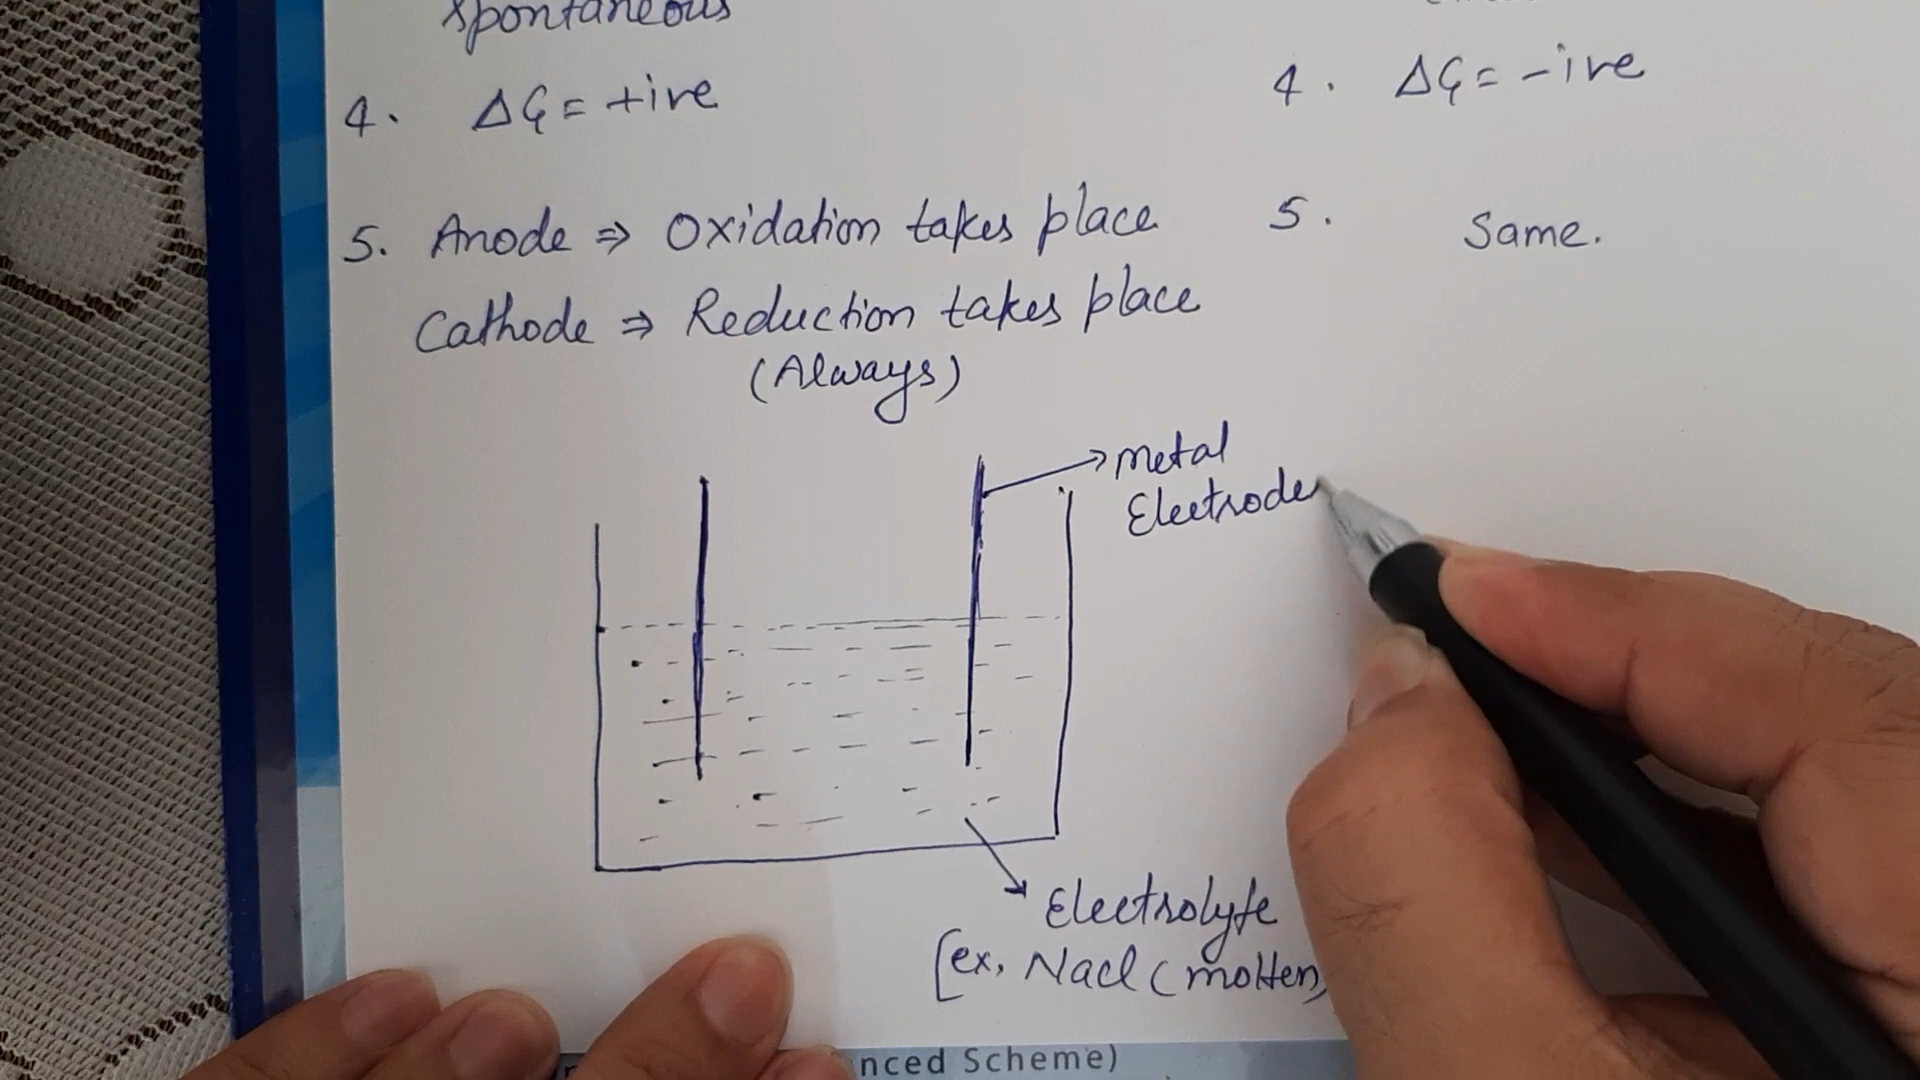 spontaneous
4. ΔG = +ive
4. ΔG = -ive
5. Anode ⇒ Oxidation takes place
Cathode ⇒ Reduction takes place
(Always)
5. Same.
Metal
Electrodes
Electrolyte
[ex, Nacl (molten)
nced Scheme)